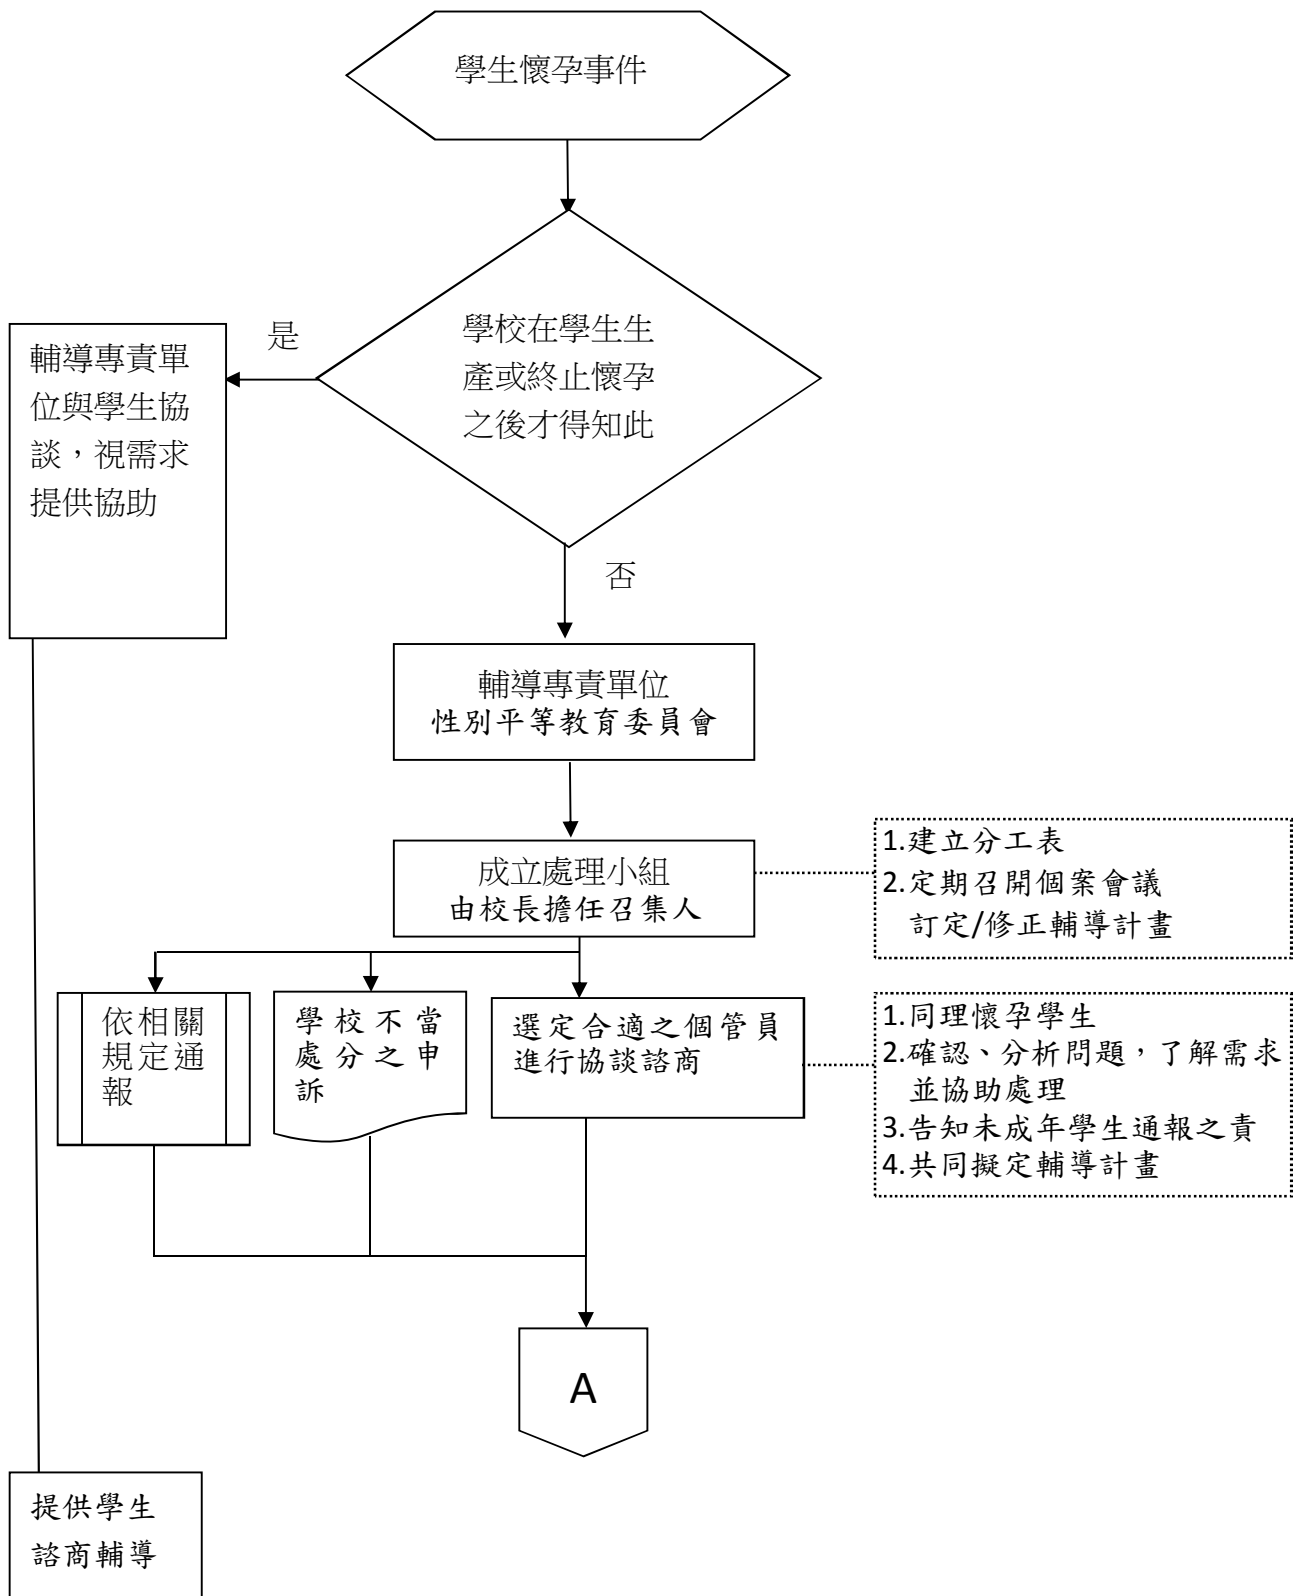 學生懷孕事件
學校在學生生
產或終止懷孕
之後才得知此
是
輔導專責單
位與學生協
談，視需求
提供協助
否
輔導專責單位
性別平等教育委員會
成立處理小組
由校長擔任召集人
1.建立分工表
2.定期召開個案會議
訂定/修正輔導計畫
依相關
規定通
報
學校不當
處分之申
訴
選定合適之個管員
進行協談諮商
1.同理懷孕學生
2.確認、分析問題，了解需求
並協助處理
3.告知未成年學生通報之責
4.共同擬定輔導計畫
A
提供學生
諮商輔導